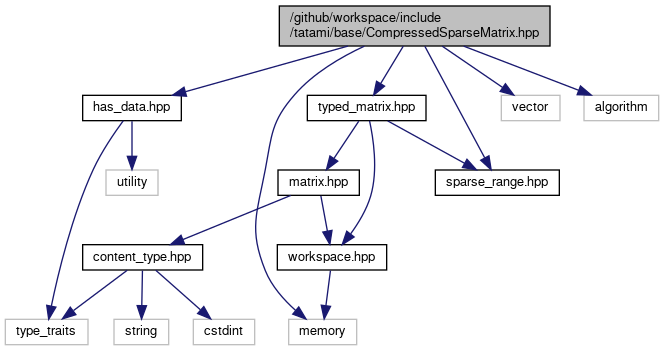 /github/workspace/include
/tatami/base/CompressedSparseMatrix.hpp
has_data.hpp
typed_matrix.hpp
vector
algorithm
utility
matrix.hpp
sparse_range.hpp
content_type.hpp
workspace.hpp
type_traits
string
cstdint
memory